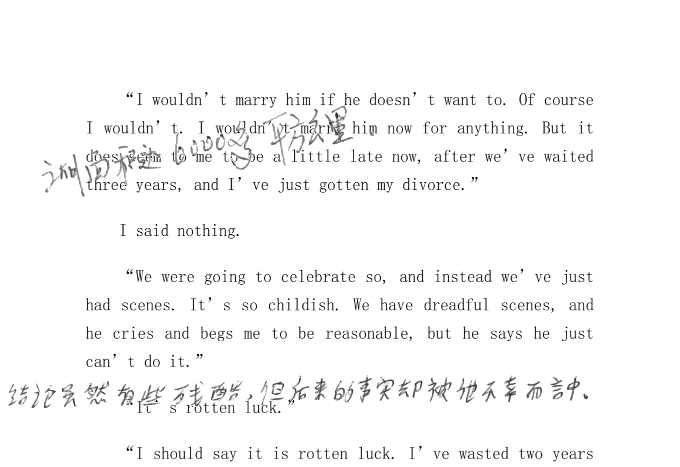 “I wouldn’t marry him if he doesn’t want to. Of course
I wouldn’t. I wouldn’t marry him now for anything. But it
does seem to me to be a little late now, after we’ve waited
面积达 0000多平方公里
three years, and I’ve just gotten my divorce.”
I said nothing.
“We were going to celebrate so, and instead we’ve just
had scenes. It’s so childish. We have dreadful scenes, and
he cries and begs me to be reasonable, but he says he just
can’t do it.”
结论虽然有些残酷，但后来的事实却被他不幸而言中。
“It’s rotten luck.”
“I should say it is rotten luck. I’ve wasted two years